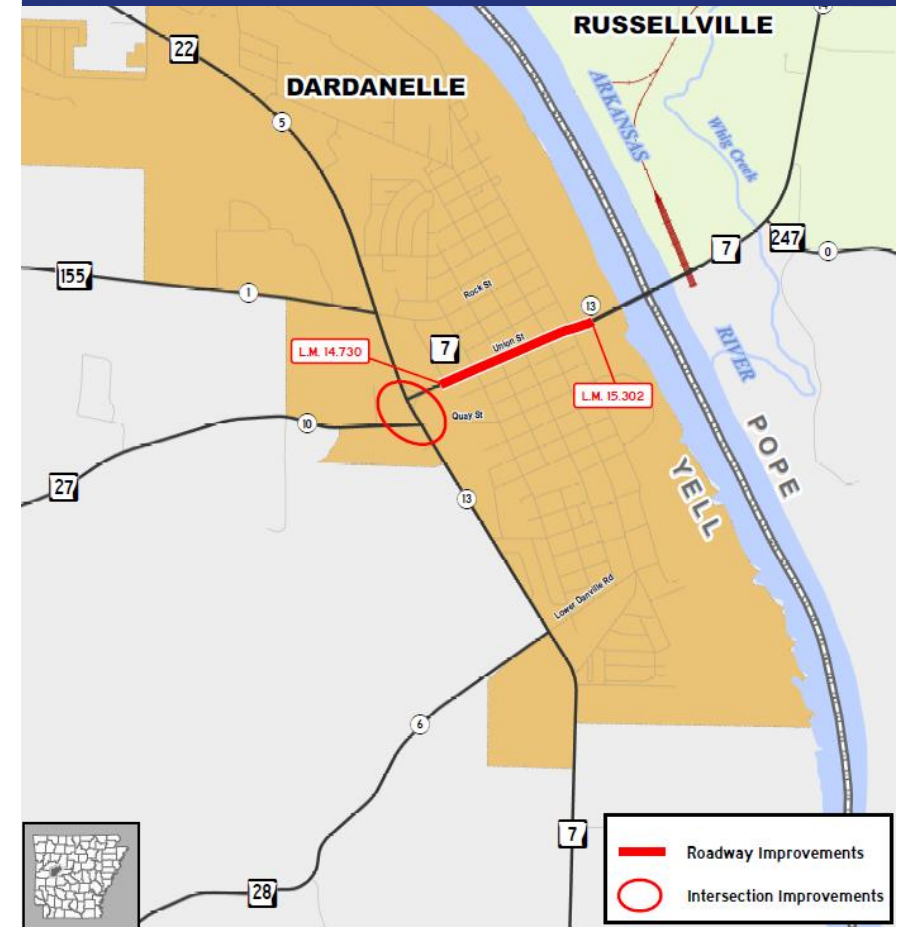 RUSSELLVILLE
22
DARDANELLE
5
ARKANSAS
Whig Creek
7
247
0
155
1
Rock St
13
Union St
7
L.M. 14.730
L.M. 15.302
RIVER
Quay St
10
POPE
YELL
27
13
Lower Danville Rd
6
7
28
Roadway Improvements
Intersection Improvements